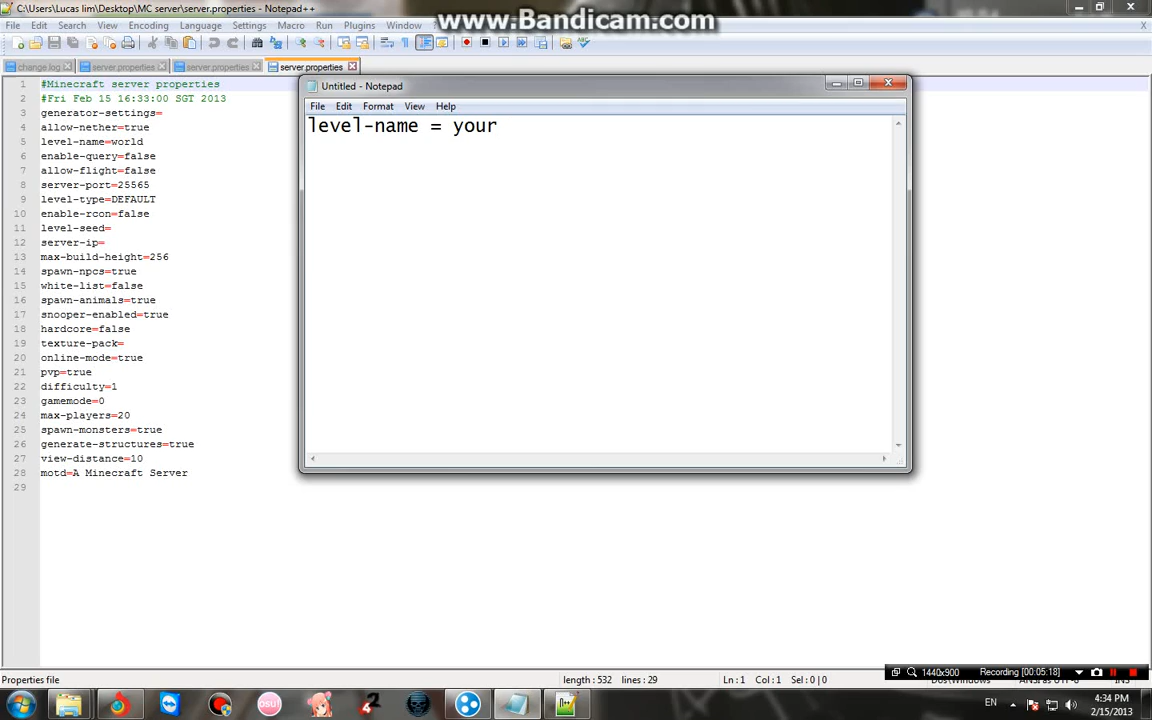 C:\Users\Lucas lim\Desktop\MC server\server.properties - Notepad++
www.Bandicam.com
File Edit Search View Encoding Language Settings Macro Run Plugins Window
X
change.log
server.properties
server.properties
server.properties
1 #Minecraft server properties
2 #Fri Feb 15 16:33:00 SGT 2013
3 generator-settings=
4 allow-nether=true
5 level-name=world
6 enable-query=false
7 allow-flight=false
8 server-port=25565
9 level-type=DEFAULT
10 enable-rcon=false
11 level-seed=
12 server-ip=
13 max-build-height=256
14 spawn-npcs=true
15 white-list=false
16 spawn-animals=true
17 snooper-enabled=true
18 hardcore=false
19 texture-pack=
20 online-mode=true
21 pvp=true
22 difficulty=1
23 gamemode=0
24 max-players=20
25 spawn-monsters=true
26 generate-structures=true
27 view-distance=10
28 motd=A Minecraft Server
29
Untitled - Notepad
File Edit Format View Help
level-name = your
1440x900 Recording [00:05:18]
Properties file length : 532 lines : 29 Ln : 1 Col : 1 Sel : 0 | 0
osu!
EN
4:34 PM
2/15/2013